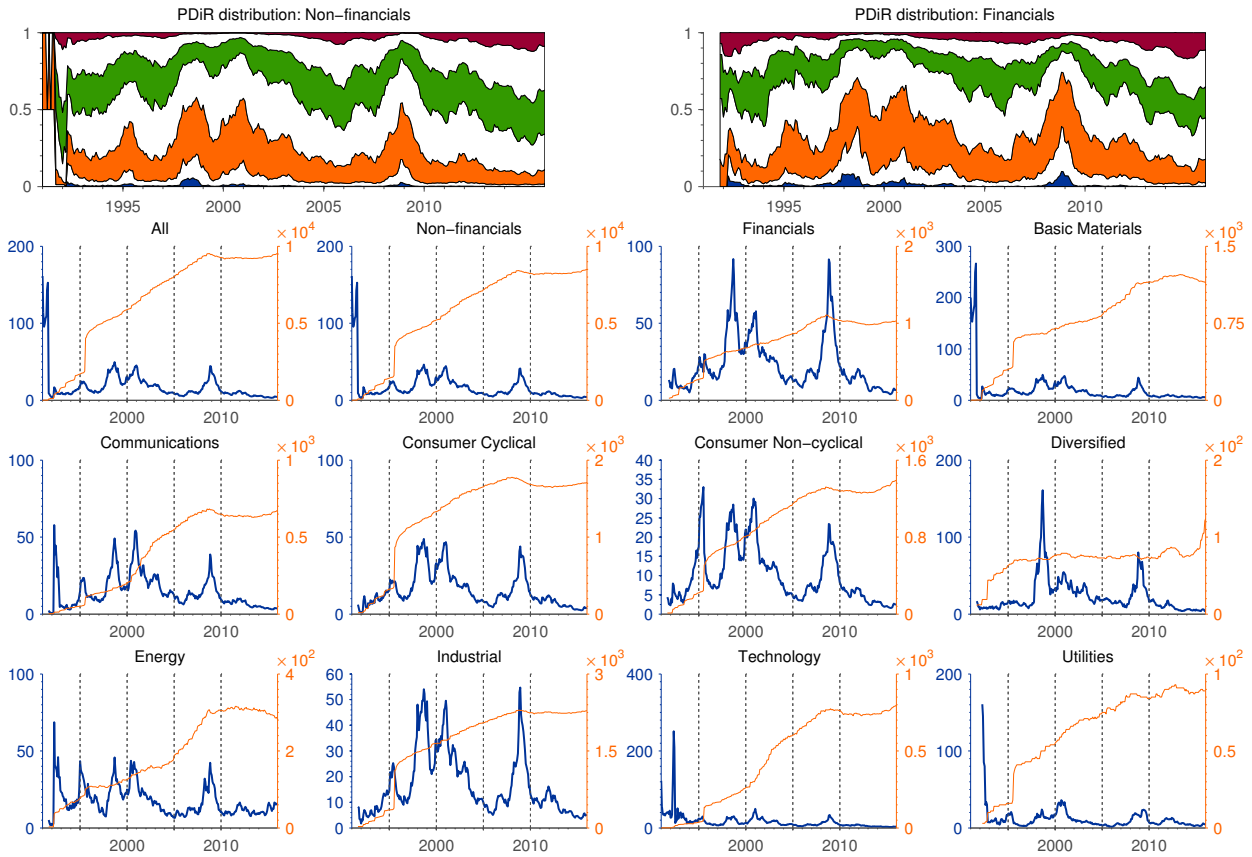 PDiR distribution: Non−financials PDiR distribution: Financials
1 1
0.5 0.5
0 0
1995 2000 2005 2010 1995 2000 2005 2010
All Non−financials Financials Basic Materials
× 10^4 × 10^4 × 10^3 × 10^3
200 1 200 1 100 2 300 1.5
100 0.5 100 0.5 50 1 200 0.75 100
0 0 0 0 0 0 0 0
2000 2010 2000 2010 2000 2010 2000 2010
Communications Consumer Cyclical Consumer Non−cyclical Diversified
× 10^3 × 10^3 × 10^3 × 10^2
100 1 100 2 40 1.6 200 2
35 30 25
50 0.5 50 1 20 0.8 100 1
15 10 5
0 0 0 0 0 0 0 0
2000 2010 2000 2010 2000 2010 2000 2010
Energy Industrial Technology Utilities
× 10^2 × 10^3 × 10^3 × 10^2
100 4 60 3 400 1 200 1
50 40
50 2 30 1.5 200 0.5 100 0.5
20 10
0 0 0 0 0 0 0 0
2000 2010 2000 2010 2000 2010 2000 2010